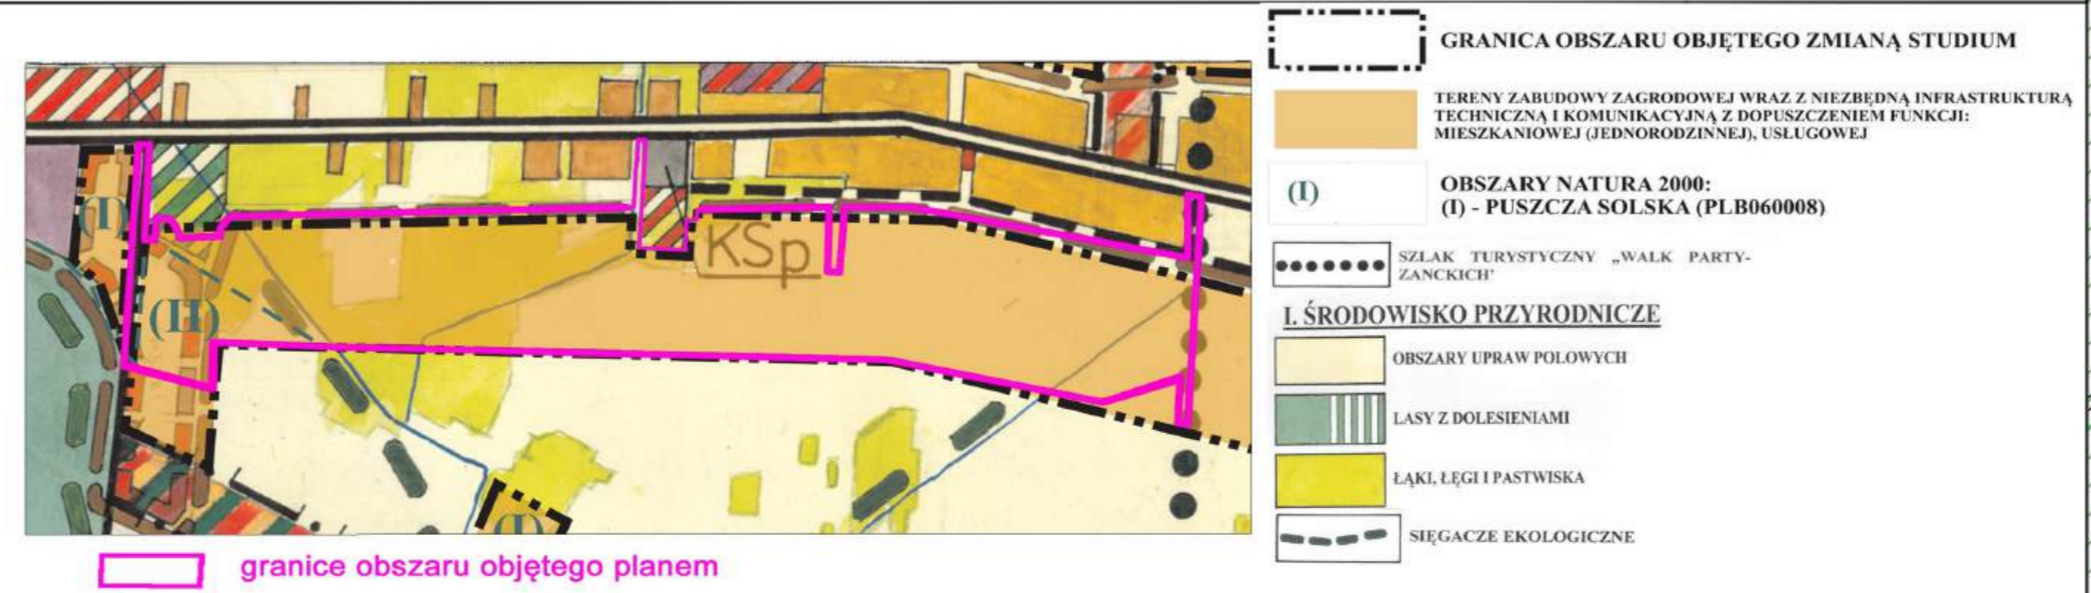 (I)
(II)
KSp
(I)
granice obszaru objętego planem
GRANICA OBSZARU OBJĘTEGO ZMIANĄ STUDIUM
TERENY ZABUDOWY ZAGRODOWEJ WRAZ Z NIEZBĘDNĄ INFRASTRUKTURĄ
TECHNICZNĄ I KOMUNIKACYJNĄ Z DOPUSZCZENIEM FUNKCJI:
MIESZKANIOWEJ (JEDNORODZINNEJ), USŁUGOWEJ
(I)
OBSZARY NATURA 2000:
(I) - PUSZCZA SOLSKA (PLB060008)
SZLAK TURYSTYCZNY „WALK PARTY-
ZANCKICH'
I. ŚRODOWISKO PRZYRODNICZE
OBSZARY UPRAW POLOWYCH
LASY Z DOLESIENIAMI
ŁĄKI, ŁĘGI I PASTWISKA
SIĘGACZE EKOLOGICZNE